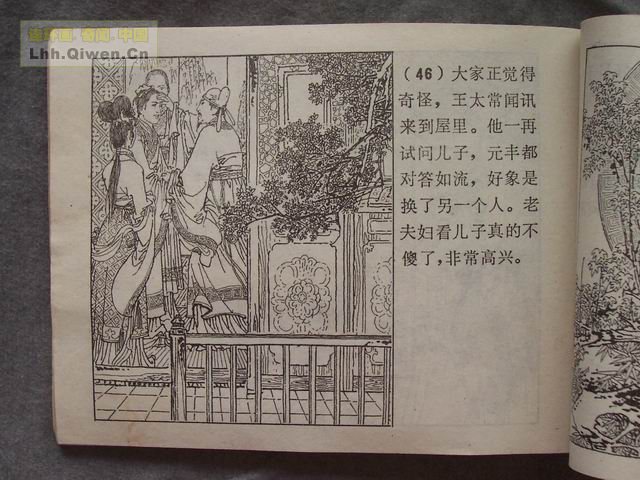 连环画.奇闻.中国
Lhh.Qiwen.Cn
（46）大家正觉得
奇怪，王太常闻讯
来到屋里。他一再
试问儿子，元丰都
对答如流，好象是
换了另一个人。老
夫妇看儿子真的不
傻了，非常高兴。